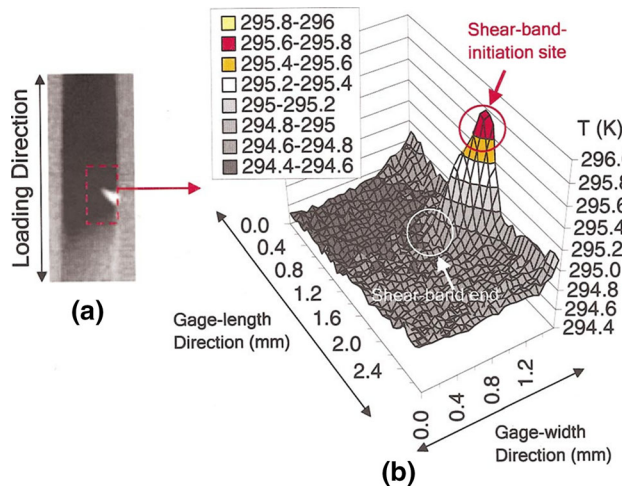 (a)
Loading Direction
295.8-296
295.6-295.8
295.4-295.6
295.2-295.4
295-295.2
294.8-295
294.6-294.8
294.4-294.6
Shear-band-
initiation site
T (K)
296.0
295.8
295.6
295.4
295.2
295.0
294.8
294.6
294.4
Shear-band end
0.0
0.4
0.8
1.2
1.6
2.0
2.4
Gage-length
Direction (mm)
0.0
0.4
0.8
1.2
Gage-width
Direction (mm)
(b)